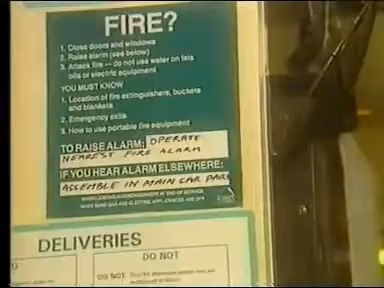 FIRE?
1. Close doors and windows
2. Raise alarm (see below)
3. Attack fire — do not use water on fats
oils or electric equipment
YOU MUST KNOW
1. Location of fire extinguishers, buckets
and blankets
2. Emergency exits
3. How to use portable fire equipment
TO RAISE ALARM: OPERATE
NEAREST FIRE ALARM
IF YOU HEAR ALARM ELSEWHERE:
ASSEMBLE IN MAIN CAR PARK
DELIVERIES
DO NOT
DO NOT